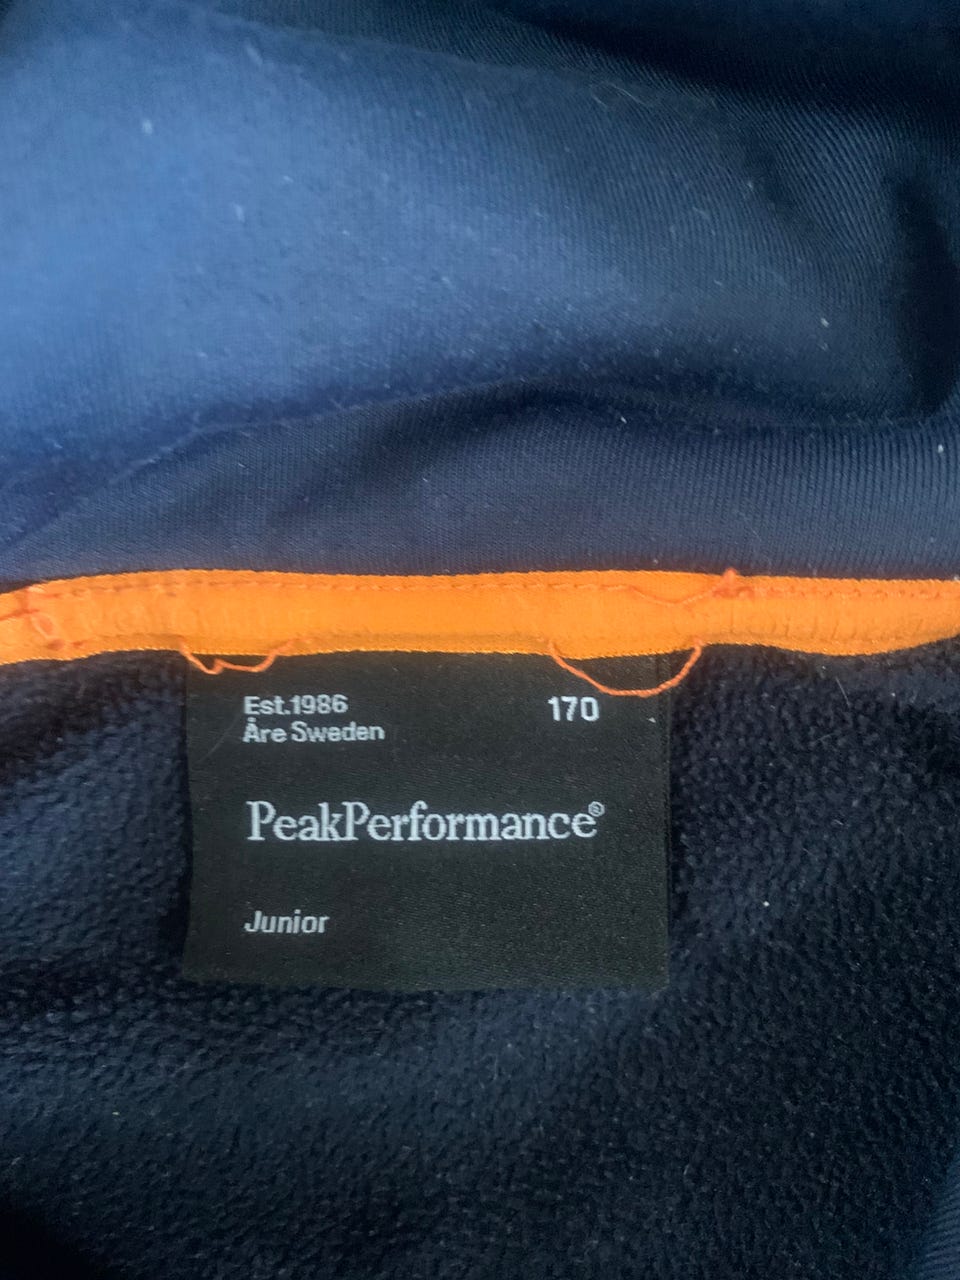 Est.1986
Åre Sweden
170
PeakPerformance®
Junior